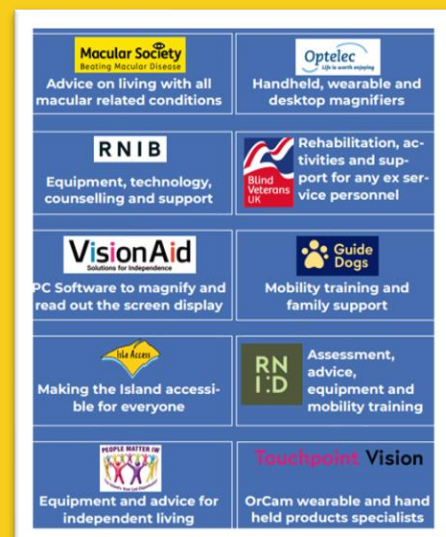 Macular Society
Beating Macular Disease
Advice on living with all
macular related conditions
Optelec
Life is worth enjoying
Handheld, wearable and
desktop magnifiers
RNIB
Equipment, technology,
counselling and support
Blind
Veterans
UK
Rehabilitation, ac-
tivities and sup-
port for any ex ser-
vice personnel
VisionAid
Solutions for Independence
PC Software to magnify and
read out the screen display
Guide
Dogs
Mobility training and
family support
Isle Access
Making the Island accessi-
ble for everyone
RN
I:D
Assessment,
advice,
equipment and
mobility training
PEOPLE MATTER IW
Equipment and advice for
independent living
Touchpoint Vision
OrCam wearable and hand
held products specialists